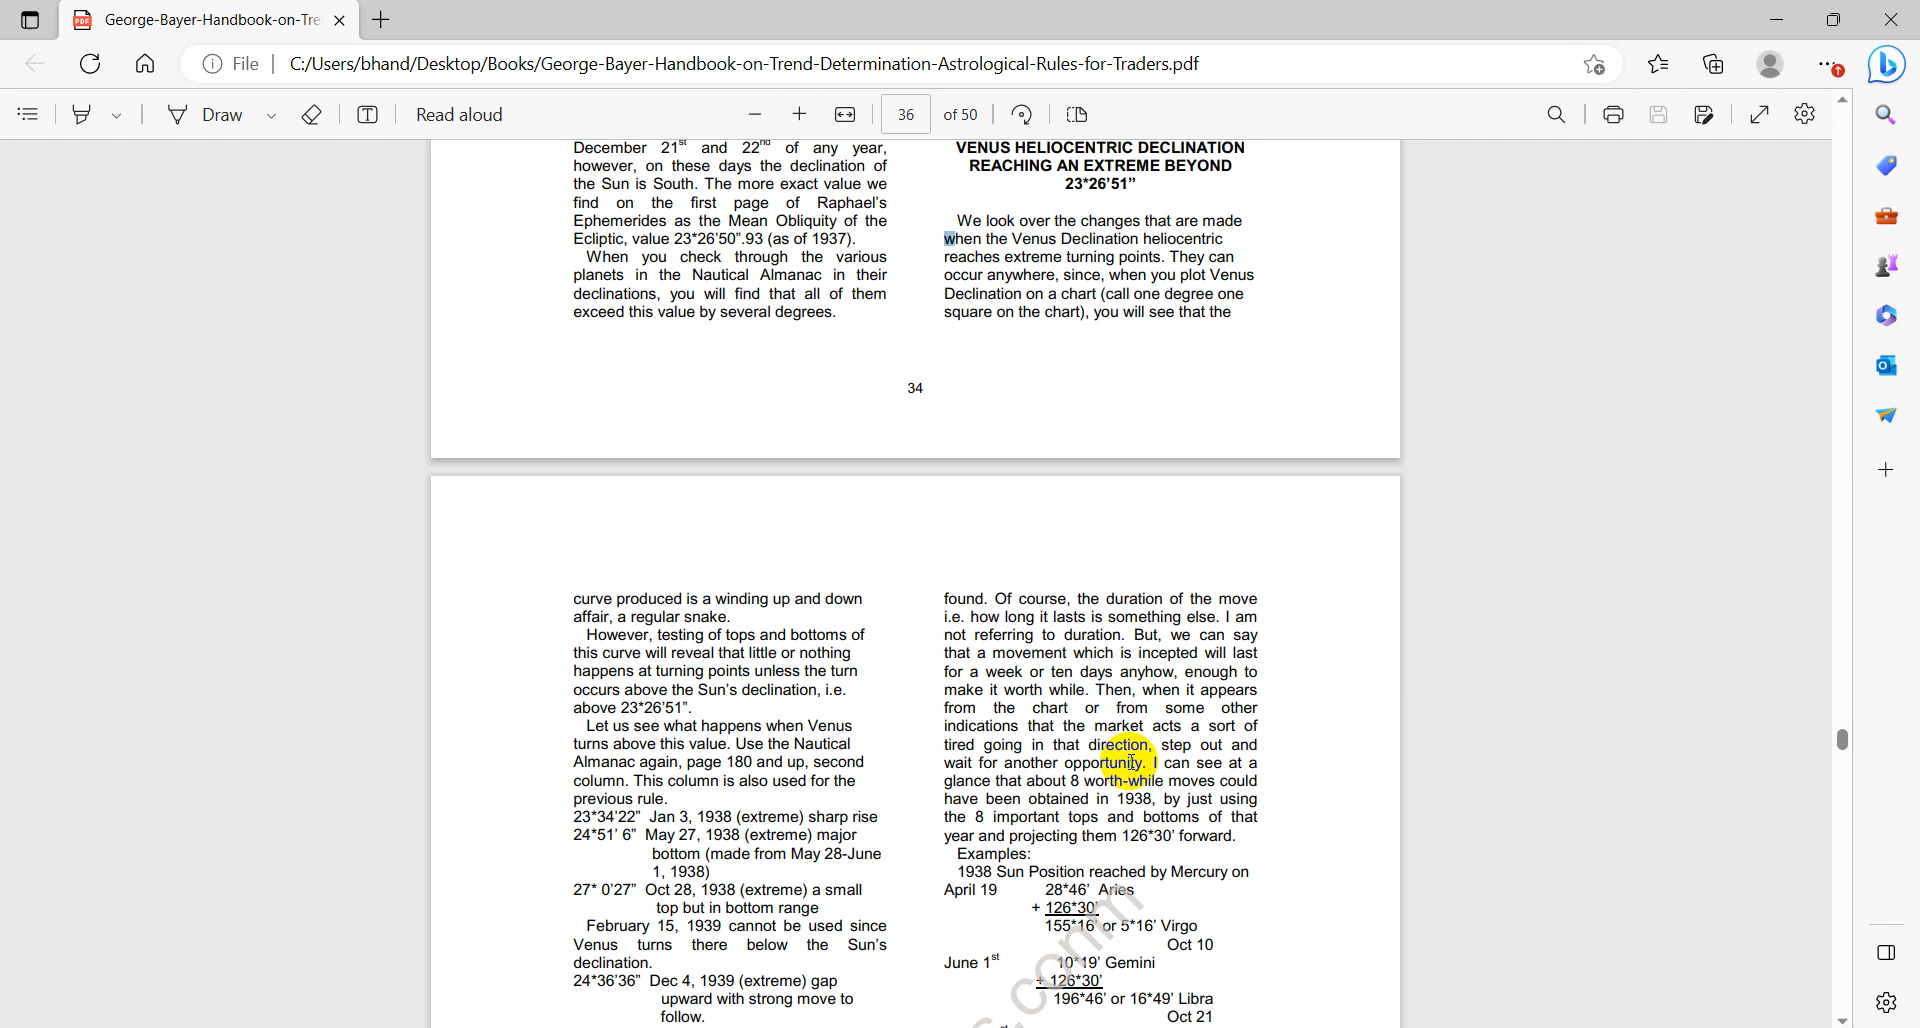 George-Bayer-Handbook-on-Tre
File
C:/Users/bhand/Desktop/Books/George-Bayer-Handbook-on-Trend-Determination-Astrological-Rules-for-Traders.pdf
Draw
Read aloud
36 of 50
December 21st and 22nd of any year,
however, on these days the declination of
the Sun is South. The more exact value we
find on the first page of Raphael's
Ephemerides as the Mean Obliquity of the
Ecliptic, value 23*26'50".93 (as of 1937).
When you check through the various
planets in the Nautical Almanac in their
declinations, you will find that all of them
exceed this value by several degrees.
VENUS HELIOCENTRIC DECLINATION
REACHING AN EXTREME BEYOND
23*26'51"
We look over the changes that are made
when the Venus Declination heliocentric
reaches extreme turning points. They can
occur anywhere, since, when you plot Venus
Declination on a chart (call one degree one
square on the chart), you will see that the
34
curve produced is a winding up and down
affair, a regular snake.
However, testing of tops and bottoms of
this curve will reveal that little or nothing
happens at turning points unless the turn
occurs above the Sun's declination, i.e.
above 23*26'51".
Let us see what happens when Venus
turns above this value. Use the Nautical
Almanac again, page 180 and up, second
column. This column is also used for the
previous rule.
23*34'22" Jan 3, 1938 (extreme) sharp rise
24*51' 6" May 27, 1938 (extreme) major
bottom (made from May 28-June
1, 1938)
27* 0'27" Oct 28, 1938 (extreme) a small
top but in bottom range
February 15, 1939 cannot be used since
Venus turns there below the Sun's
declination.
24*36'36" Dec 4, 1939 (extreme) gap
upward with strong move to
follow.
found. Of course, the duration of the move
i.e. how long it lasts is something else. I am
not referring to duration. But, we can say
that a movement which is incepted will last
for a week or ten days anyhow, enough to
make it worth while. Then, when it appears
from the chart or from some other
indications that the market acts a sort of
tired going in that direction, step out and
wait for another opportunity. I can see at a
glance that about 8 worth-while moves could
have been obtained in 1938, by just using
the 8 important tops and bottoms of that
year and projecting them 126*30' forward.
Examples:
1938 Sun Position reached by Mercury on
April 19 28*46' Aries
+ 126*30'
155*16' or 5*16' Virgo
Oct 10
June 1st 10*19' Gemini
+ 126*30'
196*46' or 16*49' Libra
Oct 21